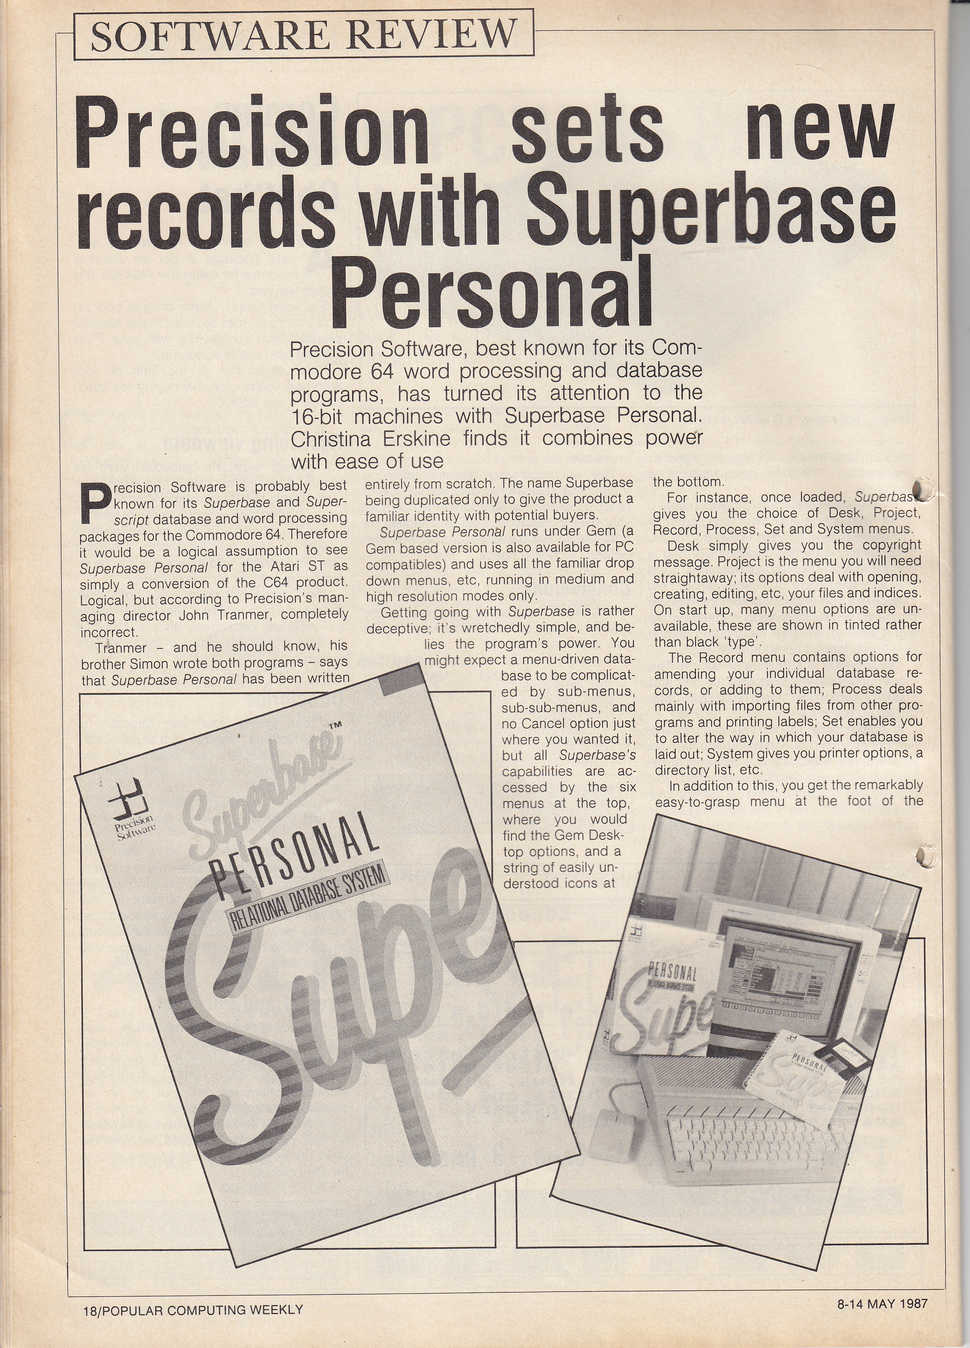 SOFTWARE REVIEW
Precision sets new
records with Superbase
Personal
Precision Software, best known for its Com-
modore 64 word processing and database
programs, has turned its attention to the
16-bit machines with Superbase Personal.
Christina Erskine finds it combines power
with ease of use
Precision Software is probably best
known for its Superbase and Super-
script database and word processing
packages for the Commodore 64. Therefore
it would be a logical assumption to see
Superbase Personal for the Atari ST as
simply a conversion of the C64 product.
Logical, but according to Precision's man-
aging director John Tranmer, completely
incorrect.
Tranmer – and he should know, his
brother Simon wrote both programs – says
that Superbase Personal has been written
entirely from scratch. The name Superbase
being duplicated only to give the product a
familiar identity with potential buyers.
Superbase Personal runs under Gem (a
Gem based version is also available for PC
compatibles) and uses all the familiar drop
down menus, etc, running in medium and
high resolution modes only.
Getting going with Superbase is rather
deceptive; it's wretchedly simple, and be-
lies the program's power. You
might expect a menu-driven data-
base to be complicat-
ed by sub-menus,
sub-sub-menus, and
no Cancel option just
where you wanted it,
but all Superbase's
capabilities are ac-
cessed by the six
menus at the top,
where you would
find the Gem Desk-
top options, and a
string of easily un-
derstood icons at
the bottom.
For instance, once loaded, Superbase
gives you the choice of Desk, Project,
Record, Process, Set and System menus.
Desk simply gives you the copyright
message. Project is the menu you will need
straightaway; its options deal with opening,
creating, editing, etc, your files and indices.
On start up, many menu options are un-
available, these are shown in tinted rather
than black 'type'.
The Record menu contains options for
amending your individual database re-
cords, or adding to them; Process deals
mainly with importing files from other pro-
grams and printing labels; Set enables you
to alter the way in which your database is
laid out; System gives you printer options, a
directory list, etc.
In addition to this, you get the remarkably
easy-to-grasp menu at the foot of the
Precision
Software
Superbase™
PERSONAL
RELATIONAL DATABASE SYSTEM
Supe
PERSONAL
RELATIONAL DATABASE SYSTEM
Supe
PERSONAL
Sup
18/POPULAR COMPUTING WEEKLY
8-14 MAY 1987